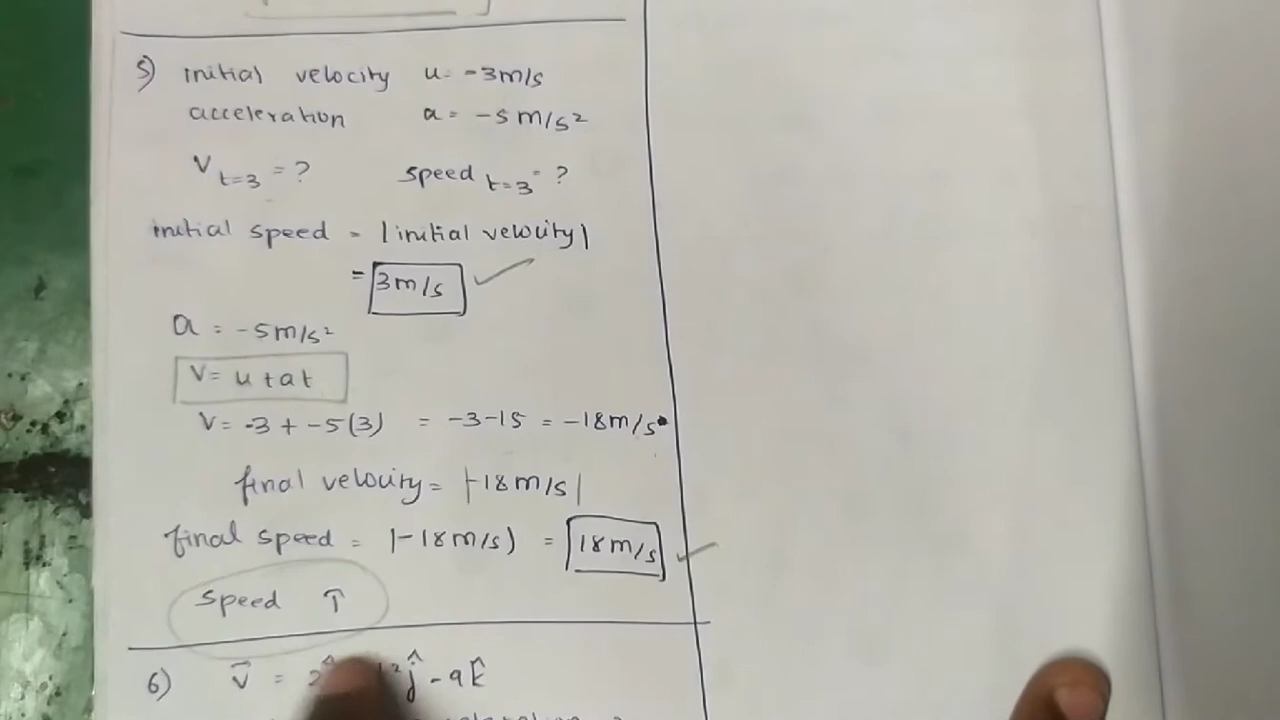 5) initial velocity u = -3m/s
acceleration a = -5m/s²
V t=3 = ? speed t=3 = ?
initial speed = |initial velocity|
= 3m/s
a = -5m/s²
V = u + at
V = -3 + -5(3) = -3-15 = -18m/s
final velocity = |-18m/s|
final speed = |-18m/s) = 18m/s
speed ↑
6) v⃗ = ĵ - 9k̂